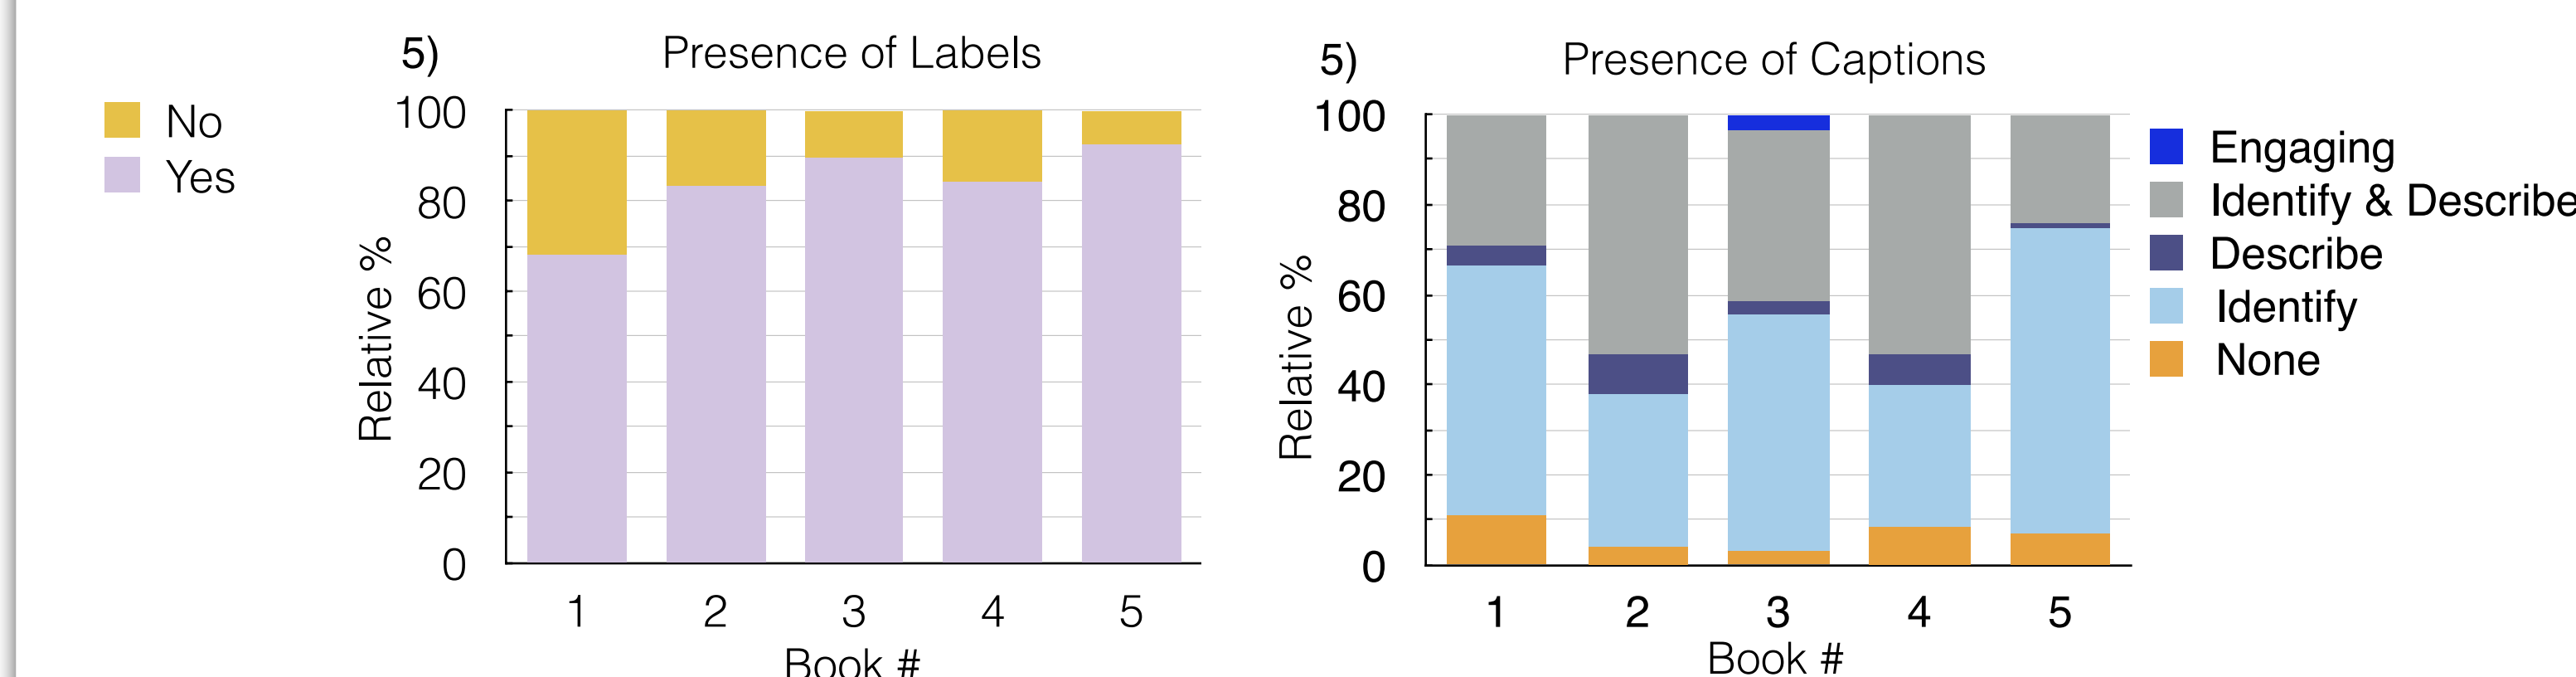 No
Yes
5) Presence of Labels
100
80
60
40
20
0
Relative %
1 2 3 4 5
Book #
5) Presence of Captions
100
80
60
40
20
0
Relative %
1 2 3 4 5
Book #
Engaging
Identify & Describe
Describe
Identify
None